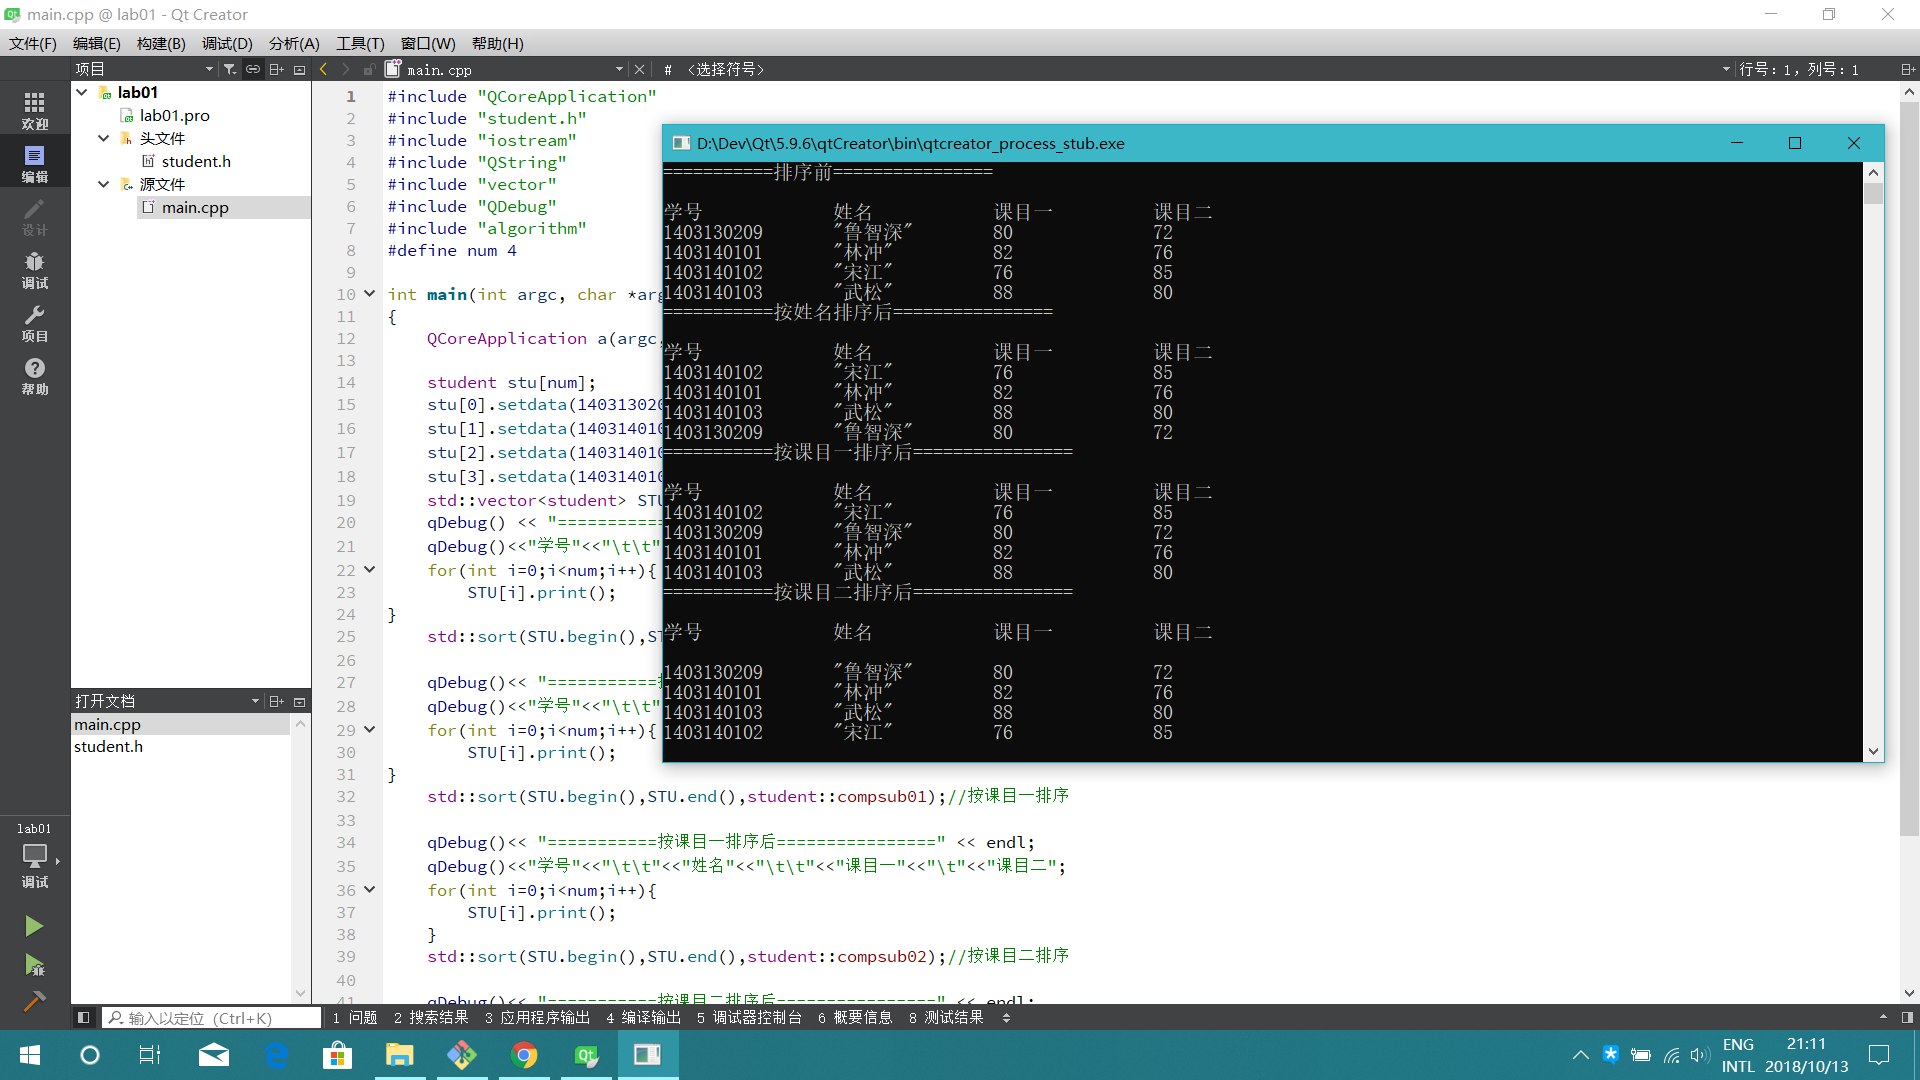 main.cpp @ lab01 - Qt Creator
文件(F) 编辑(E) 构建(B) 调试(D) 分析(A) 工具(T) 窗口(W) 帮助(H)
项目
main.cpp
# <选择符号>
行号: 1, 列号: 1
欢迎
编辑
设计
调试
项目
帮助
lab01
调试
lab01
lab01.pro
头文件
student.h
源文件
main.cpp
打开文档
main.cpp
student.h
1 #include "QCoreApplication"
2 #include "student.h"
3 #include "iostream"
4 #include "QString"
5 #include "vector"
6 #include "QDebug"
7 #include "algorithm"
8 #define num 4
9
10 int main(int argc, char *arg
11 {
12 QCoreApplication a(argc,
13
14 student stu[num];
15 stu[0].setdata(140313020
16 stu[1].setdata(140314010
17 stu[2].setdata(140314010
18 stu[3].setdata(140314010
19 std::vector<student> STU
20 qDebug() << "===========
21 qDebug()<<"学号"<<"\t\t"
22 for(int i=0;i<num;i++){
23 STU[i].print();
24 }
25 std::sort(STU.begin(),ST
26
27 qDebug()<< "===========
28 qDebug()<<"学号"<<"\t\t"
29 for(int i=0;i<num;i++){
30 STU[i].print();
31 }
32 std::sort(STU.begin(),STU.end(),student::compsub01);//按课目一排序
33
34 qDebug()<< "===========按课目一排序后================" << endl;
35 qDebug()<<"学号"<<"\t\t"<<"姓名"<<"\t\t"<<"课目一"<<"\t"<<"课目二";
36 for(int i=0;i<num;i++){
37 STU[i].print();
38 }
39 std::sort(STU.begin(),STU.end(),student::compsub02);//按课目二排序
40
41 qDebug()<< "===========按课目二排序后================" << endl;
D:\Dev\Qt\5.9.6\qtCreator\bin\qtcreator_process_stub.exe
===========排序前================
学号 姓名 课目一 课目二
1403130209 "鲁智深" 80 72
1403140101 "林冲" 82 76
1403140102 "宋江" 76 85
1403140103 "武松" 88 80
===========按姓名排序后================
学号 姓名 课目一 课目二
1403140102 "宋江" 76 85
1403140101 "林冲" 82 76
1403140103 "武松" 88 80
1403130209 "鲁智深" 80 72
===========按课目一排序后================
学号 姓名 课目一 课目二
1403140102 "宋江" 76 85
1403130209 "鲁智深" 80 72
1403140101 "林冲" 82 76
1403140103 "武松" 88 80
===========按课目二排序后================
学号 姓名 课目一 课目二
1403130209 "鲁智深" 80 72
1403140101 "林冲" 82 76
1403140103 "武松" 88 80
1403140102 "宋江" 76 85
输入以定位 (Ctrl+K)
1 问题 2 搜索结果 3 应用程序输出 4 编译输出 5 调试器控制台 6 概要信息 8 测试结果
ENG
INTL
21:11
2018/10/13